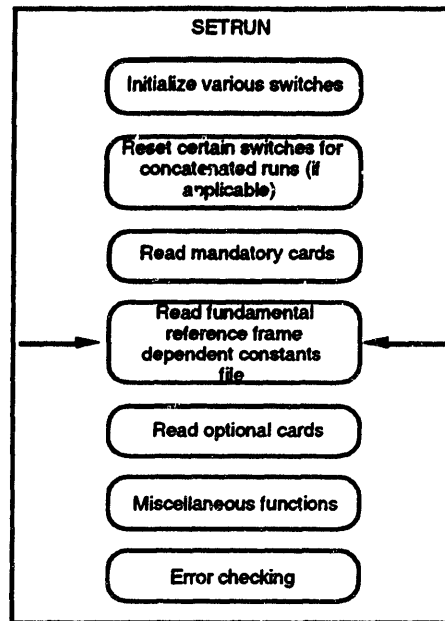 SETRUN
Initialize various switches
Reset certain switches for
concatenated runs (if
applicable)
Read mandatory cards
Read fundamental
reference frame
dependent constants
file
Read optional cards
Miscellaneous functions
Error checking